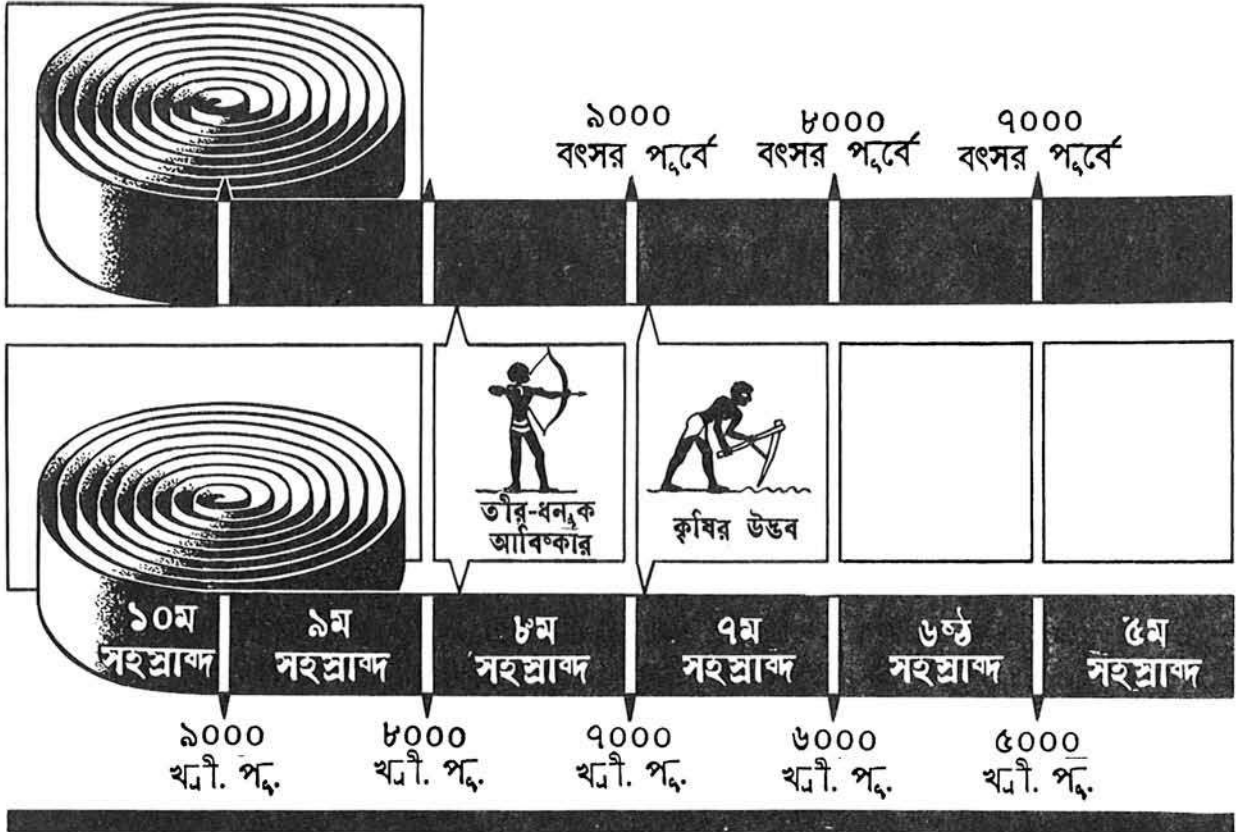 ৯০০০
বৎসর পূর্বে
৮০০০
বৎসর পূর্বে
৭০০০
বৎসর পূর্বে
তীর-ধনুক
আবিষ্কার
কৃষির উদ্ভব
১০ম
সহস্রাব্দ
৯ম
সহস্রাব্দ
৮ম
সহস্রাব্দ
৭ম
সহস্রাব্দ
৬ষ্ঠ
সহস্রাব্দ
৫ম
সহস্রাব্দ
৯০০০
খ্রী. পূ.
৮০০০
খ্রী. পূ.
৭০০০
খ্রী. পূ.
৬০০০
খ্রী. পূ.
৫০০০
খ্রী. পূ.